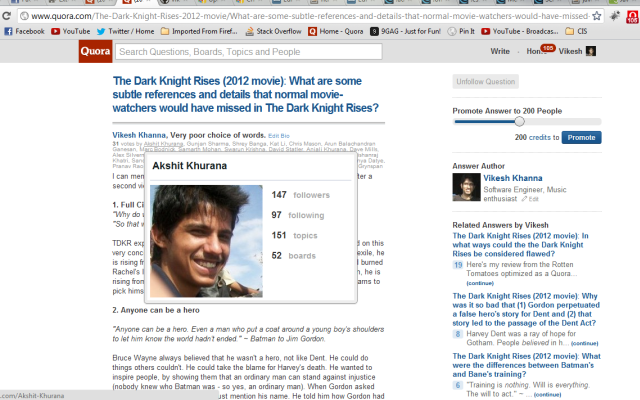 www.quora.com/The-Dark-Knight-Rises-2012-movie/What-are-some-subtle-references-and-details-that-normal-movie-watchers-would-have-missed
Facebook YouTube Twitter / Home Imported From Firef... Stack Overflow Home - Quora 9GAG - Just for Fun! Pin It YouTube - Broadcas... CIS
105
Quora Search Questions, Boards, Topics and People Write Home 105 Vikesh
The Dark Knight Rises (2012 movie): What are some
subtle references and details that normal movie-
watchers would have missed in The Dark Knight Rises?
Vikesh Khanna, Very poor choice of words. Edit Bio
31 votes by Akshit Khurana, Gunjan Sharma, Shrey Banga, Kali Li, Chris Mason, Arun Balachandran
Ganesan, Merc Bodnick, Samarth Mohan, Swarun Krishna, David Stalter, Anjali Khurana, Dave Mills,
I can
second v
Akshit Khurana
147 followers
97 following
151 topics
52 boards
1. Full Ci
"Why do
"So that
TDKR exp
very conc
is rising f
Rachel's l
rising from
pick hims
2. Anyone can be a hero
"Anyone can be a hero. Even a man who put a coat around a young boy's shoulders
to let him know the world hadn't ended." ~ Batman to Jim Gordon.
Bruce Wayne always believed that he wasn't a hero, not like Dent. He could do
things others couldn't. He could take the blame for Harvey's death. He wanted to
inspire people, by showing them that an ordinary man can stand against injustice
(nobody knew who Batman was - so yes, an ordinary man). When Gordon asked
just mention his name. He told him how Gordon had
.com/Akshit-Khurana
Unfollow Question
Promote Answer to 200 People
200 credits to Promote
Answer Author
Vikesh Khanna
Software Engineer, Music
enthusiast Edit
Related Answers by Vikesh
The Dark Knight Rises (2012 movie): In
what ways could the the Dark Knight
Rises be considered flawed?
19 Here's my review from the Rotten
Tomatoes optimized as a Quora...
(continue)
The Dark Knight Rises (2012 movie): Why
was it so bad that (1) Gordon perpetuated
a false hero's story for Dent and (2) that
story led to the passage of the Dent Act?
8 Harvey Dent was a ray of hope for
Gotham. People believed in h... (continue)
The Dark Knight Rises (2012 movie): What
were the differences between Batman's
and Bane's training?
6 "Training is nothing. Will is everything.
The will to act." ~ ... (continue)